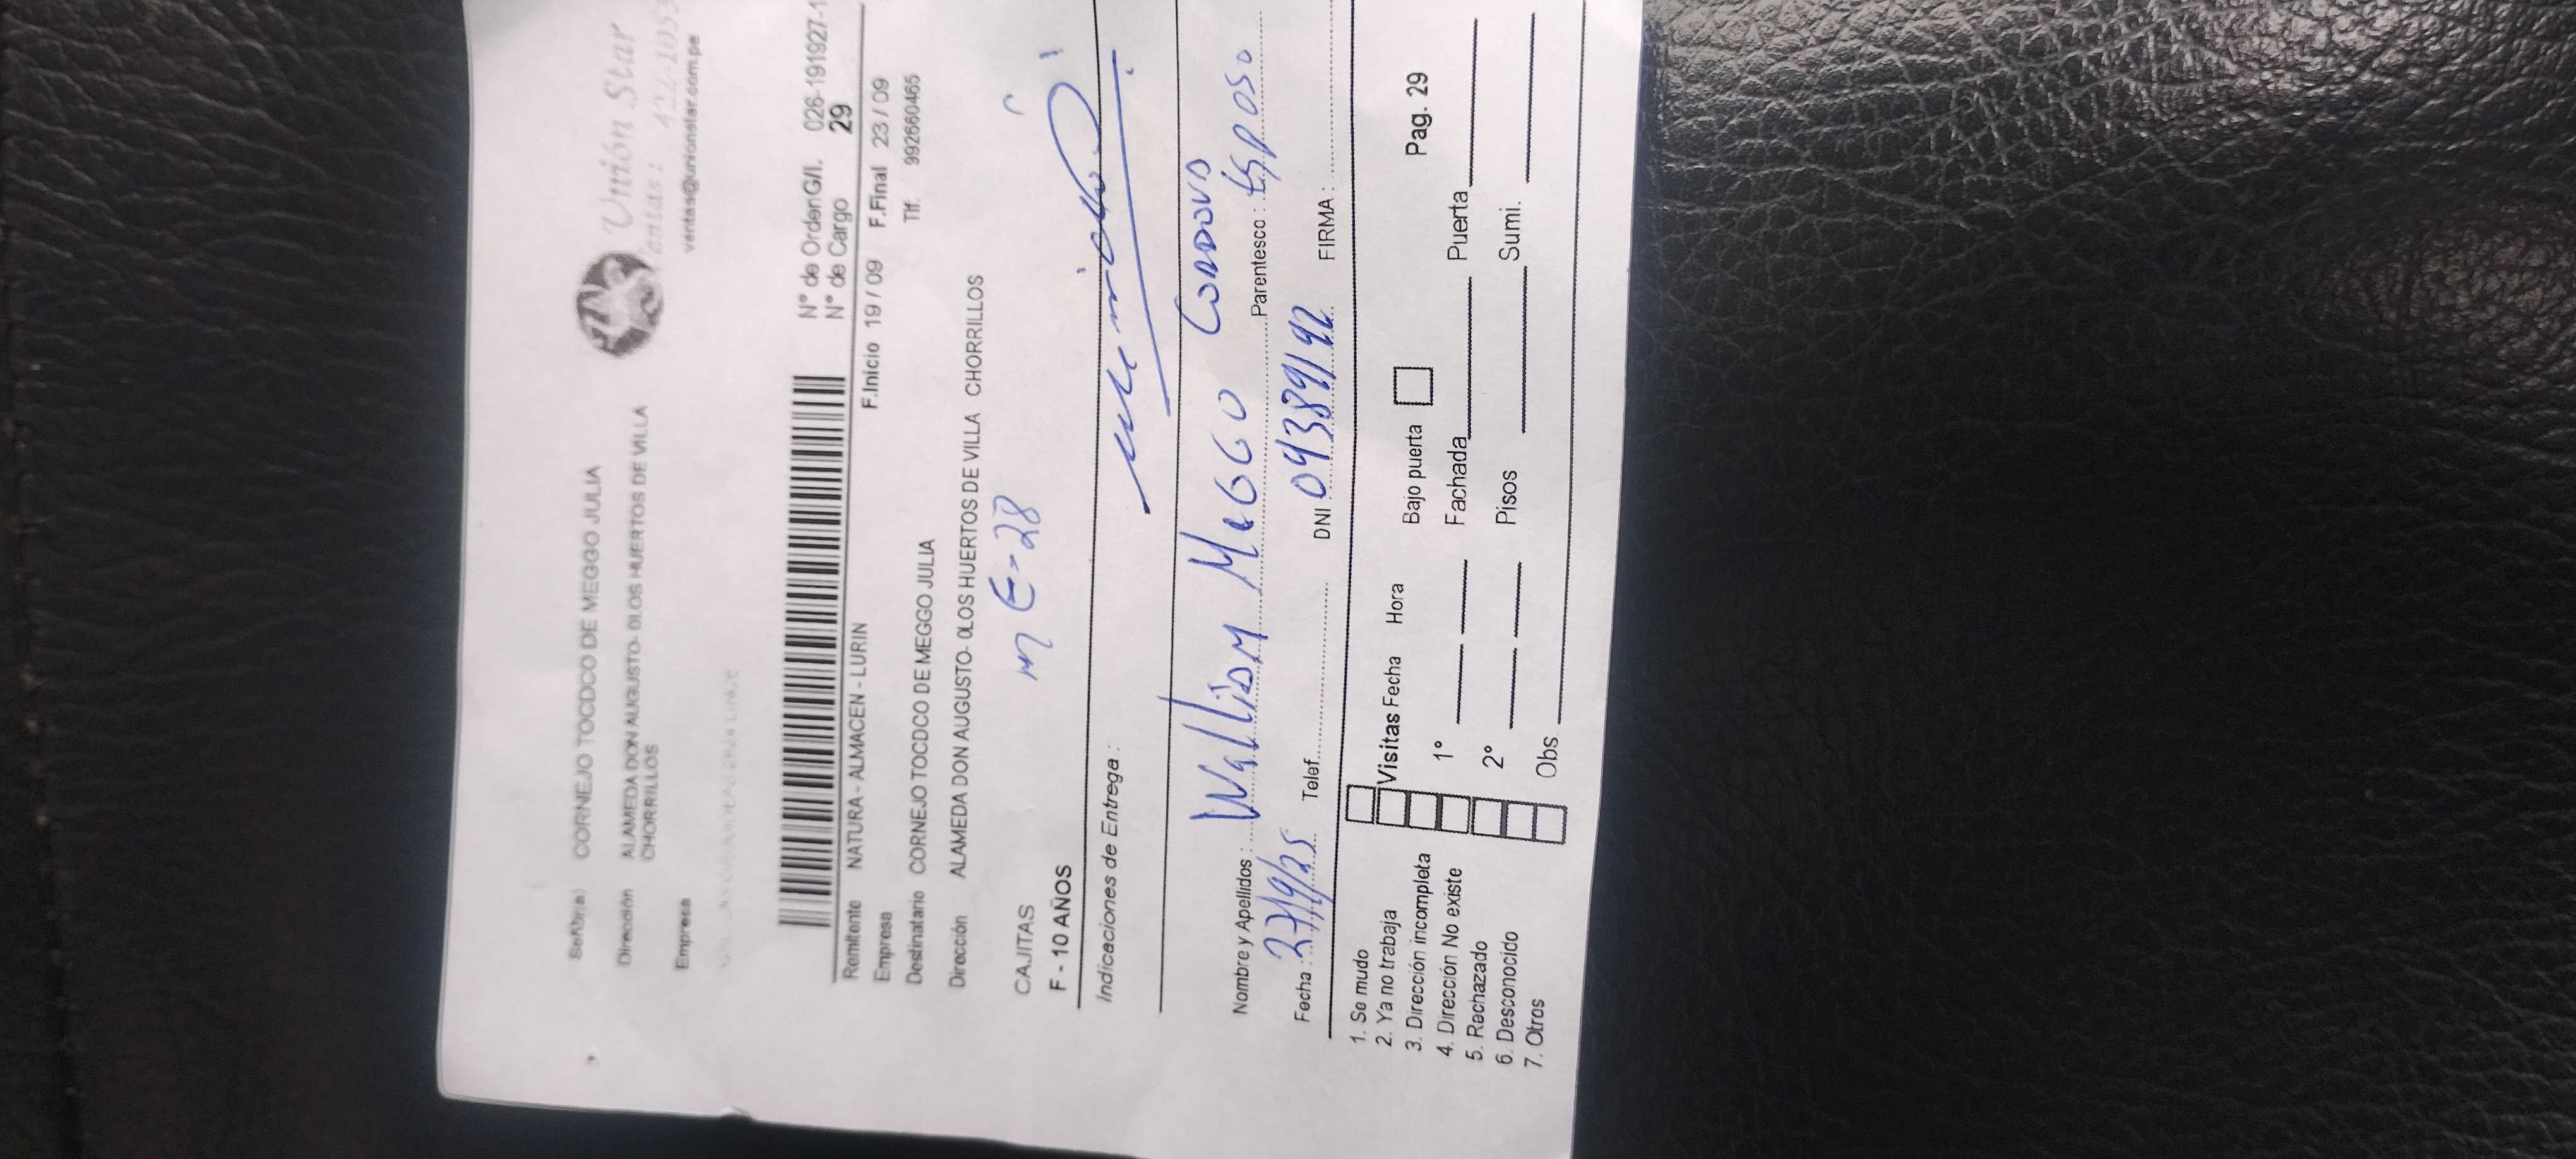 Unión Star
ventas@unionstar.com.pe
Señor(a) CORNEJO TOCDCO DE MEGGO JULIA
Dirección ALAMEDA DON AUGUSTO- 0LOS HUERTOS DE VILLA
CHORRILLOS
Empresa
N° de OrdenG/I. 026-191927-1
N° de Cargo 29
Remitente NATURA - ALMACEN - LURIN F.Inicio 19 / 09 F.Final 23 / 09
Empresa
Destinatario CORNEJO TOCDCO DE MEGGO JULIA Tlf. 992660465
Dirección ALAMEDA DON AUGUSTO- 0LOS HUERTOS DE VILLA CHORRILLOS
CAJITAS m E-28
F - 10 AÑOS
Indicaciones de Entrega :
Nombre y Apellidos : William Meggo Cordova
Fecha : 27/9/25 Telef. Parentesco : Esposo
DNI FIRMA :
1. Se mudo
2. Ya no trabaja Visitas Fecha Hora Bajo puerta Pag. 29
3. Dirección incompleta
4. Dirección No existe 1° Fachada Puerta
5. Rechazado
6. Desconocido 2° Pisos Sumi.
7. Otros Obs